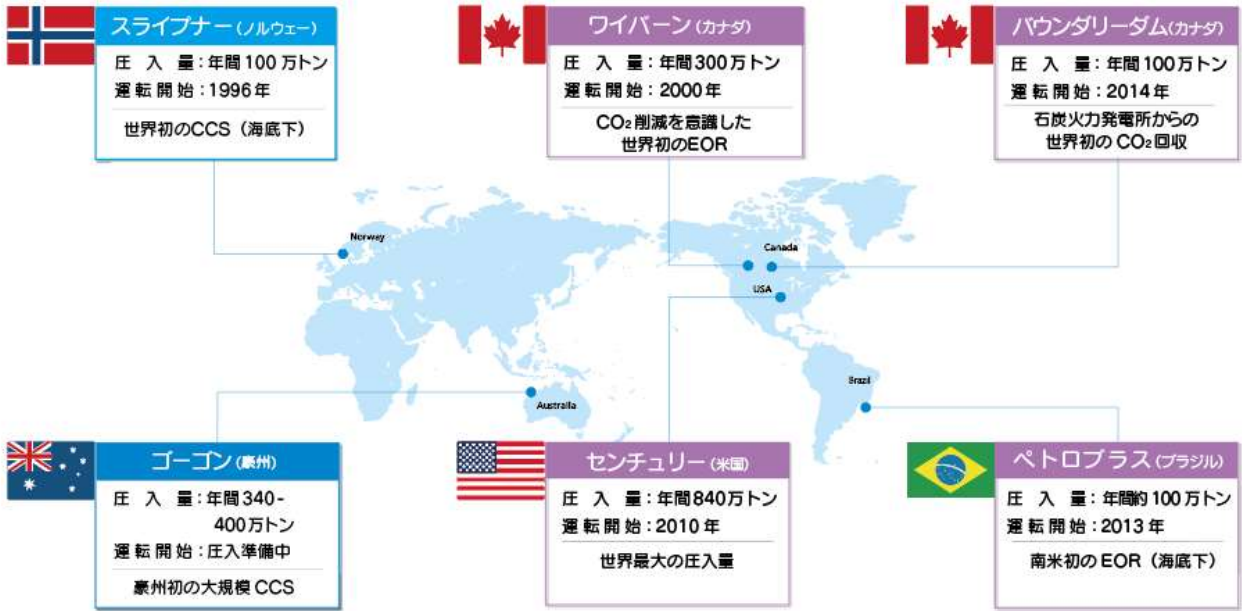 スライプナー(ノルウェー)
圧入量:年間100万トン
運転開始:1996年
世界初のCCS(海底下)
ワイバーン(カナダ)
圧入量:年間300万トン
運転開始:2000年
CO₂削減を意識した
世界初のEOR
バウンダリーダム(カナダ)
圧入量:年間100万トン
運転開始:2014年
石炭火力発電所からの
世界初のCO₂回収
Norway
Canada
USA
Brazil
Australia
ゴーゴン(豪州)
圧入量:年間340-
400万トン
運転開始:圧入準備中
豪州初の大規模CCS
センチュリー(米国)
圧入量:年間840万トン
運転開始:2010年
世界最大の圧入量
ペトロブラス(ブラジル)
圧入量:年間約100万トン
運転開始:2013年
南米初のEOR(海底下)